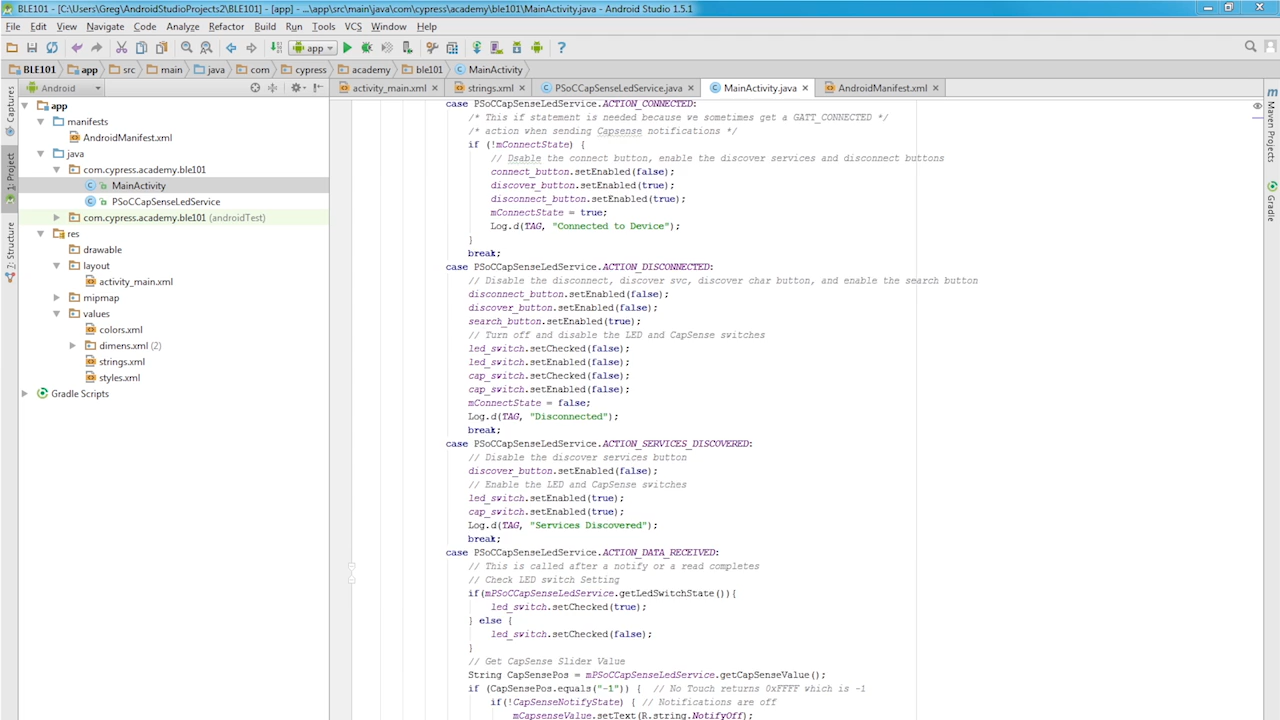 BLE101 - [C:\Users\Greg\AndroidStudioProjects2\BLE101] - [app] - ...\app\src\main\java\com\cypress\academy\ble101\MainActivity.java - Android Studio 1.5.1
File Edit View Navigate Code Analyze Refactor Build Run Tools VCS Window Help
app
BLE101 app src main java com cypress academy ble101 MainActivity.java
Android
activity_main.xml strings.xml PSoCCapSenseLedService.java MainActivity.java AndroidManifest.xml
Captures
1: Project
7: Structure
app
manifests
AndroidManifest.xml
java
com.cypress.academy.ble101
MainActivity
PSoCCapSenseLedService
com.cypress.academy.ble101 (androidTest)
res
drawable
layout
activity_main.xml
mipmap
values
colors.xml
dimens.xml (2)
strings.xml
styles.xml
Gradle Scripts
case PSoCCapSenseLedService.ACTION_CONNECTED:
/* This if statement is needed because we sometimes get a GATT_CONNECTED */
/* action when sending Capsense notifications */
if (!mConnectState) {
// Dsable the connect button, enable the discover services and disconnect buttons
connect_button.setEnabled(false);
discover_button.setEnabled(true);
disconnect_button.setEnabled(true);
mConnectState = true;
Log.d(TAG, "Connected to Device");
}
break;
case PSoCCapSenseLedService.ACTION_DISCONNECTED:
// Disable the disconnect, discover svc, discover char button, and enable the search button
disconnect_button.setEnabled(false);
discover_button.setEnabled(false);
search_button.setEnabled(true);
// Turn off and disable the LED and CapSense switches
led_switch.setChecked(false);
led_switch.setEnabled(false);
cap_switch.setChecked(false);
cap_switch.setEnabled(false);
mConnectState = false;
Log.d(TAG, "Disconnected");
break;
case PSoCCapSenseLedService.ACTION_SERVICES_DISCOVERED:
// Disable the discover services button
discover_button.setEnabled(false);
// Enable the LED and CapSense switches
led_switch.setEnabled(true);
cap_switch.setEnabled(true);
Log.d(TAG, "Services Discovered");
break;
case PSoCCapSenseLedService.ACTION_DATA_RECEIVED:
// This is called after a notify or a read completes
// Check LED switch Setting
if(mPSoCCapSenseLedService.getLedSwitchState()){
led_switch.setChecked(true);
} else {
led_switch.setChecked(false);
}
// Get CapSense Slider Value
String CapSensePos = mPSoCCapSenseLedService.getCapSenseValue();
if (CapSensePos.equals("-1")) { // No Touch returns 0xFFFF which is -1
if(!CapSenseNotifyState) { // Notifications are off
mCapsenseValue.setText(R.string.NotifyOff);
Maven Projects
Gradle